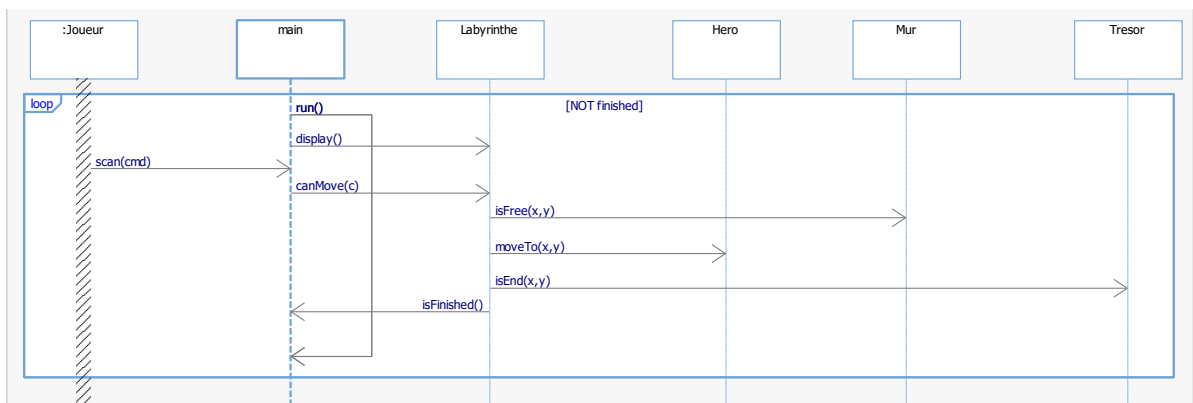 :Joueur
main
Labyrinthe
Hero
Mur
Tresor
loop
[NOT finished]
run()
display()
scan(cmd)
canMove(c)
isFree(x,y)
moveTo(x,y)
isEnd(x,y)
isFinished()